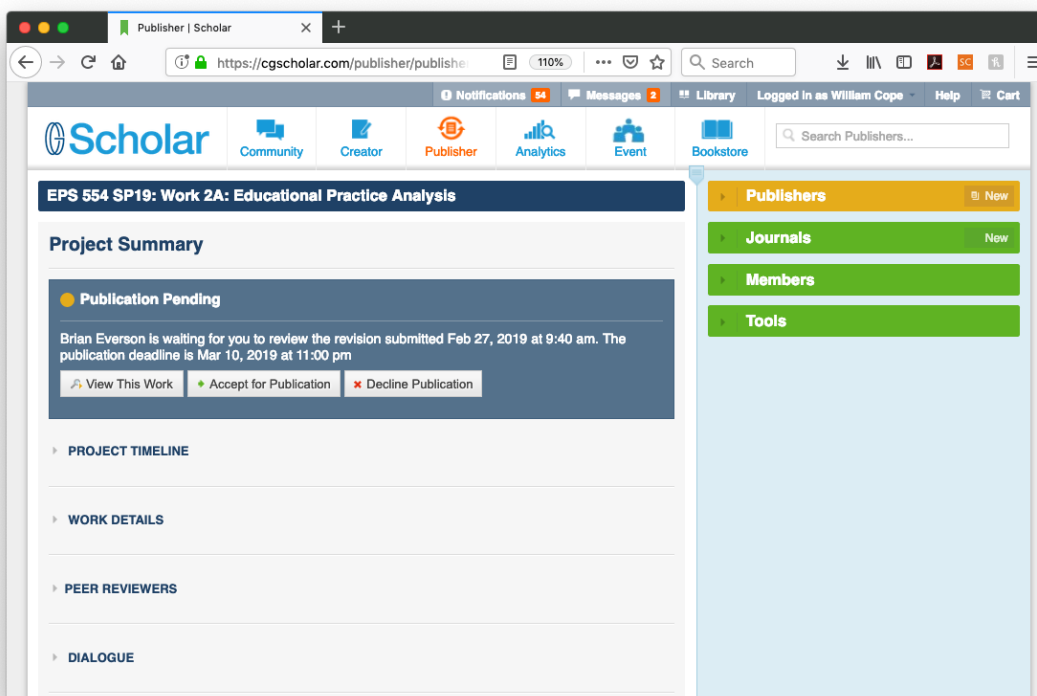 Publisher | Scholar
https://cgscholar.com/publisher/publishe
110%
Search
SC
Notifications 54
Messages 2
Library
Logged in as William Cope
Help
Cart
Scholar
Community
Creator
Publisher
Analytics
Event
Bookstore
Search Publishers...
EPS 554 SP19: Work 2A: Educational Practice Analysis
Publishers
New
Journals
New
Members
Tools
Project Summary
Publication Pending
Brian Everson is waiting for you to review the revision submitted Feb 27, 2019 at 9:40 am. The
publication deadline is Mar 10, 2019 at 11:00 pm
View This Work
Accept for Publication
Decline Publication
PROJECT TIMELINE
WORK DETAILS
PEER REVIEWERS
DIALOGUE